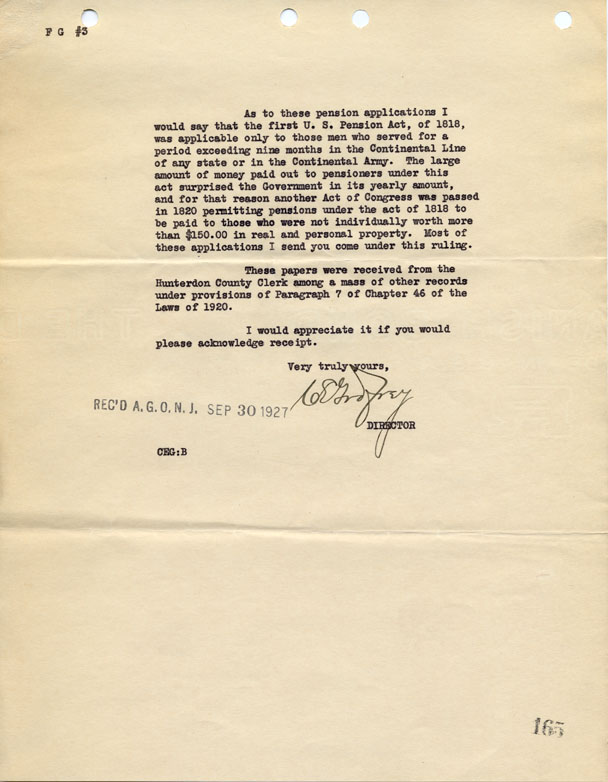 F G #3
As to these pension applications I
would say that the first U. S. Pension Act, of 1818,
was applicable only to those men who served for a
period exceeding nine months in the Continental Line
of any state or in the Continental Army. The large
amount of money paid out to pensioners under this
act surprised the Government in its yearly amount,
and for that reason another Act of Congress was passed
in 1820 permitting pensions under the act of 1818 to
be paid to those who were not individually worth more
than $150.00 in real and personal property. Most of
these applications I send you come under this ruling.
These papers were received from the
Hunterdon County Clerk among a mass of other records
under provisions of Paragraph 7 of Chapter 46 of the
Laws of 1920.
I would appreciate it if you would
please acknowledge receipt.
Very truly yours,
CEGodfrey
REC'D A. G. O. N. J. SEP 30 1927
DIRECTOR
CEG:B
165